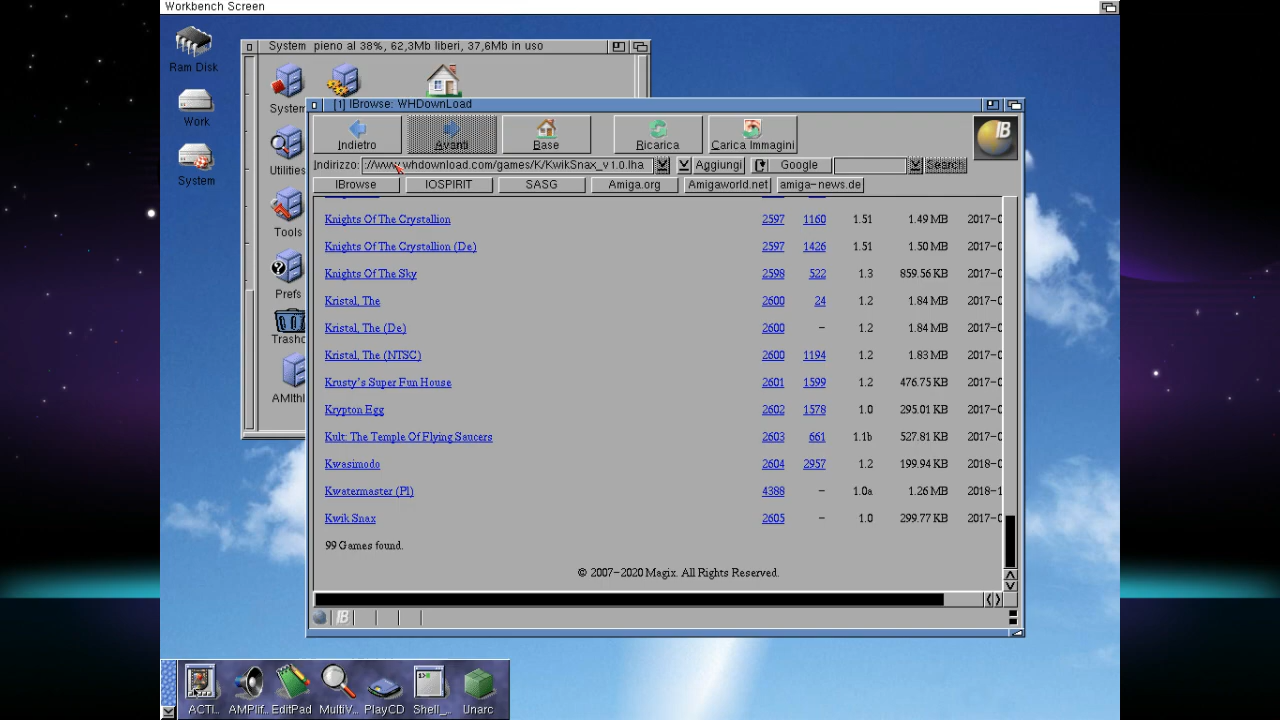 Workbench Screen
Ram Disk
Work
System
System pieno al 38%, 62,3Mb liberi, 37,6Mb in uso
System
Utilities
Tools
Prefs
[1] IBrowse: WHDownLoad
Indietro Avanti Base Ricarica Carica Immagini
IB
Indirizzo: ://www.whdownload.com/games/K/KwikSnax_v1.0.lha Aggiungi Google Search
IBrowse IOSPIRIT SASG Amiga.org Amigaworld.net amiga-news.de
Knights Of The Crystallion 2597 1160 1.51 1.49 MB 2017-0
Knights Of The Crystallion (De) 2597 1426 1.51 1.50 MB 2017-0
Knights Of The Sky 2598 522 1.3 859.56 KB 2017-0
Kristal, The 2600 24 1.2 1.84 MB 2017-0
Kristal, The (De) 2600 - 1.2 1.84 MB 2017-0
Kristal, The (NTSC) 2600 1194 1.2 1.83 MB 2017-0
Krusty's Super Fun House 2601 1599 1.2 476.75 KB 2017-0
Krypton Egg 2602 1578 1.0 295.01 KB 2017-0
Kult: The Temple Of Flying Saucers 2603 661 1.1b 527.81 KB 2017-0
Kwasimodo 2604 2957 1.2 199.94 KB 2018-0
Kwatermaster (Pl) 4388 - 1.0a 1.26 MB 2018-1
Kwik Snax 2605 - 1.0 299.77 KB 2017-0
99 Games found.
© 2007-2020 Magix. All Rights Reserved.
IB
ACTI... AMPlif... EditPad MultiV... PlayCD Shell_... Unarc